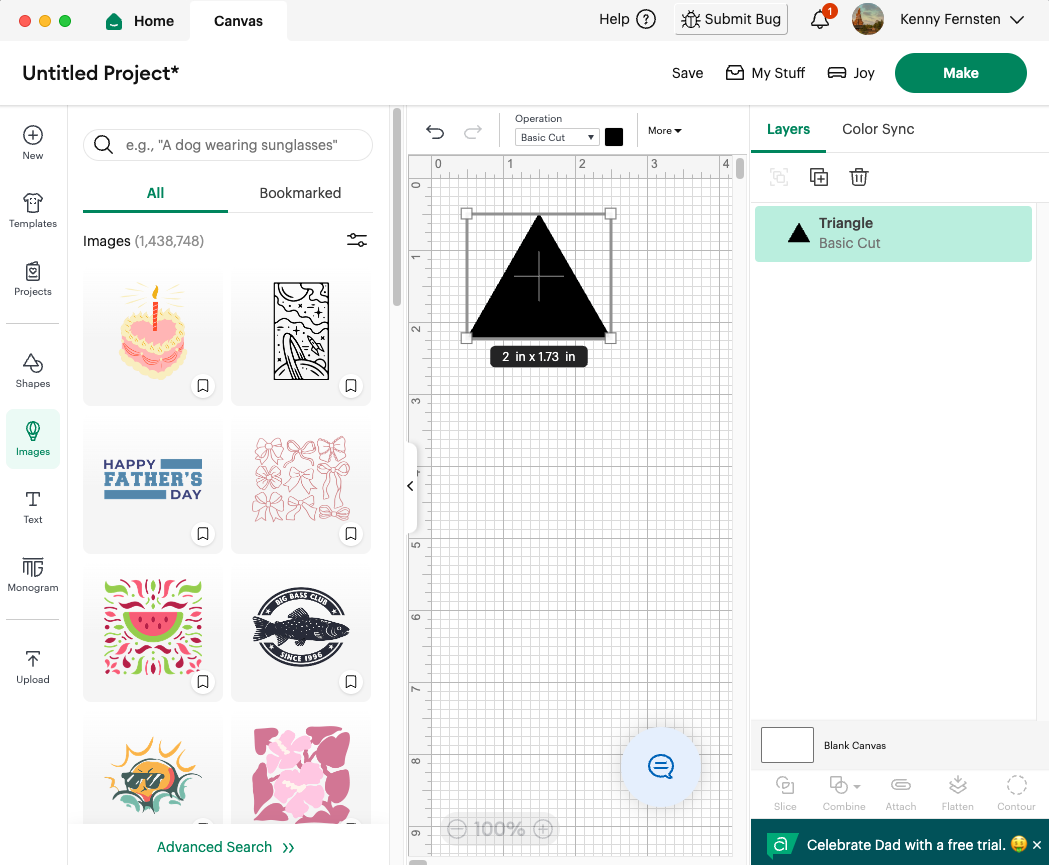 Home
Canvas
Help ?
Submit Bug
1
Kenny Fernsten
Untitled Project*
Save
My Stuff
Joy
Make
New
Templates
Projects
Shapes
Images
Text
Monogram
Upload
e.g., "A dog wearing sunglasses"
All
Bookmarked
Images (1,438,748)
HAPPY
FATHER'S
DAY
BIG BASS CLUB
SINCE 1996
Advanced Search
Operation
Basic Cut
More
0 1 2 3 4
0
1
2
3
4
5
6
7
8
9
2 in x 1.73 in
100%
Layers
Color Sync
Triangle
Basic Cut
Blank Canvas
Slice
Combine
Attach
Flatten
Contour
Celebrate Dad with a free trial. 🤑